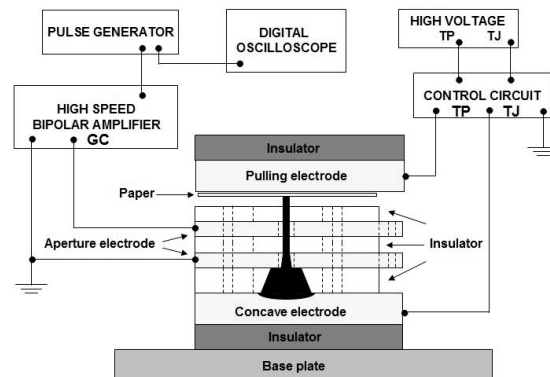 PULSE GENERATOR
DIGITAL
OSCILLOSCOPE
HIGH VOLTAGE
TP TJ
HIGH SPEED
BIPOLAR AMPLIFIER
GC
CONTROL CIRCUIT
TP TJ
Insulator
Pulling electrode
Paper
Aperture electrode
Insulator
Concave electrode
Insulator
Base plate